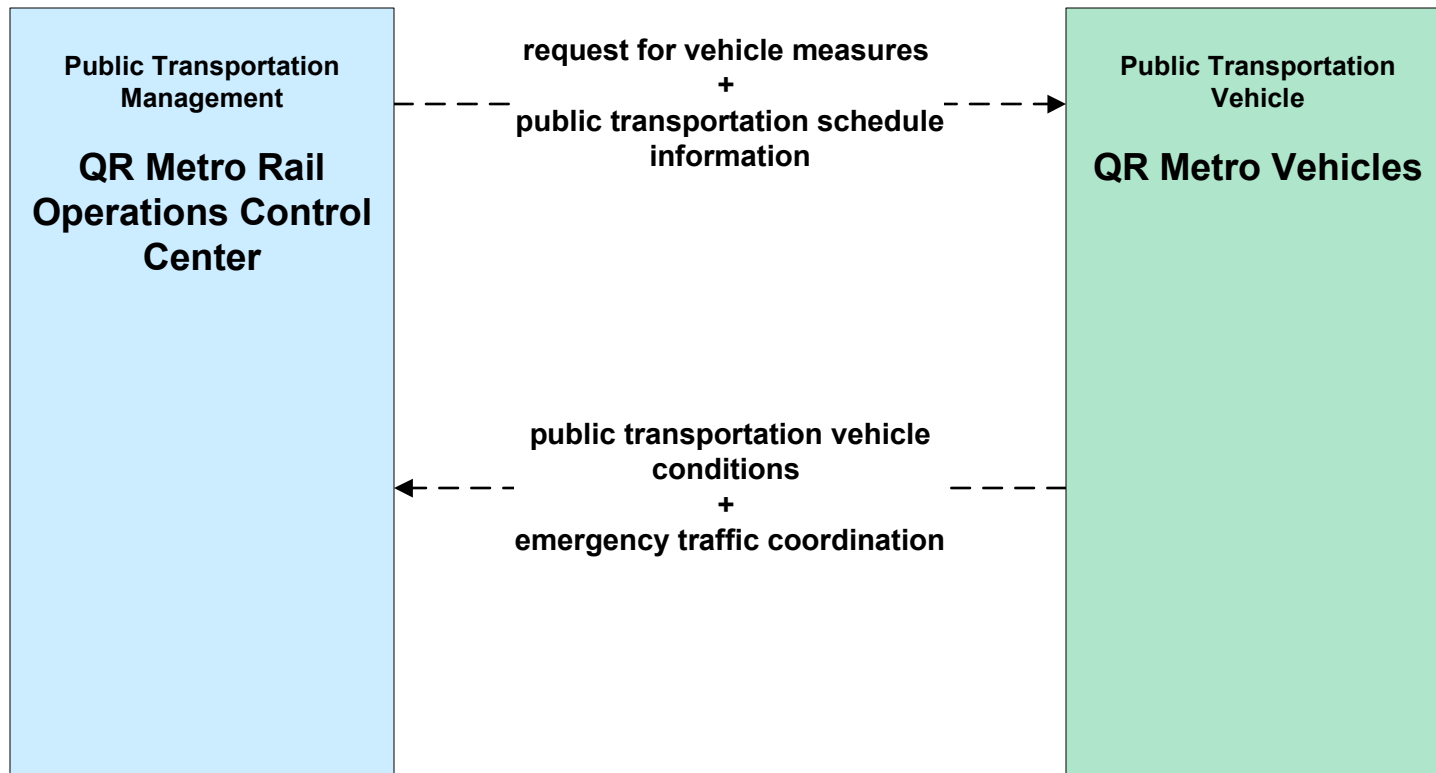 Public Transportation
Management
QR Metro Rail
Operations Control
Center
request for vehicle measures
+
public transportation schedule
information
public transportation vehicle
conditions
+
emergency traffic coordination
Public Transportation
Vehicle
QR Metro Vehicles